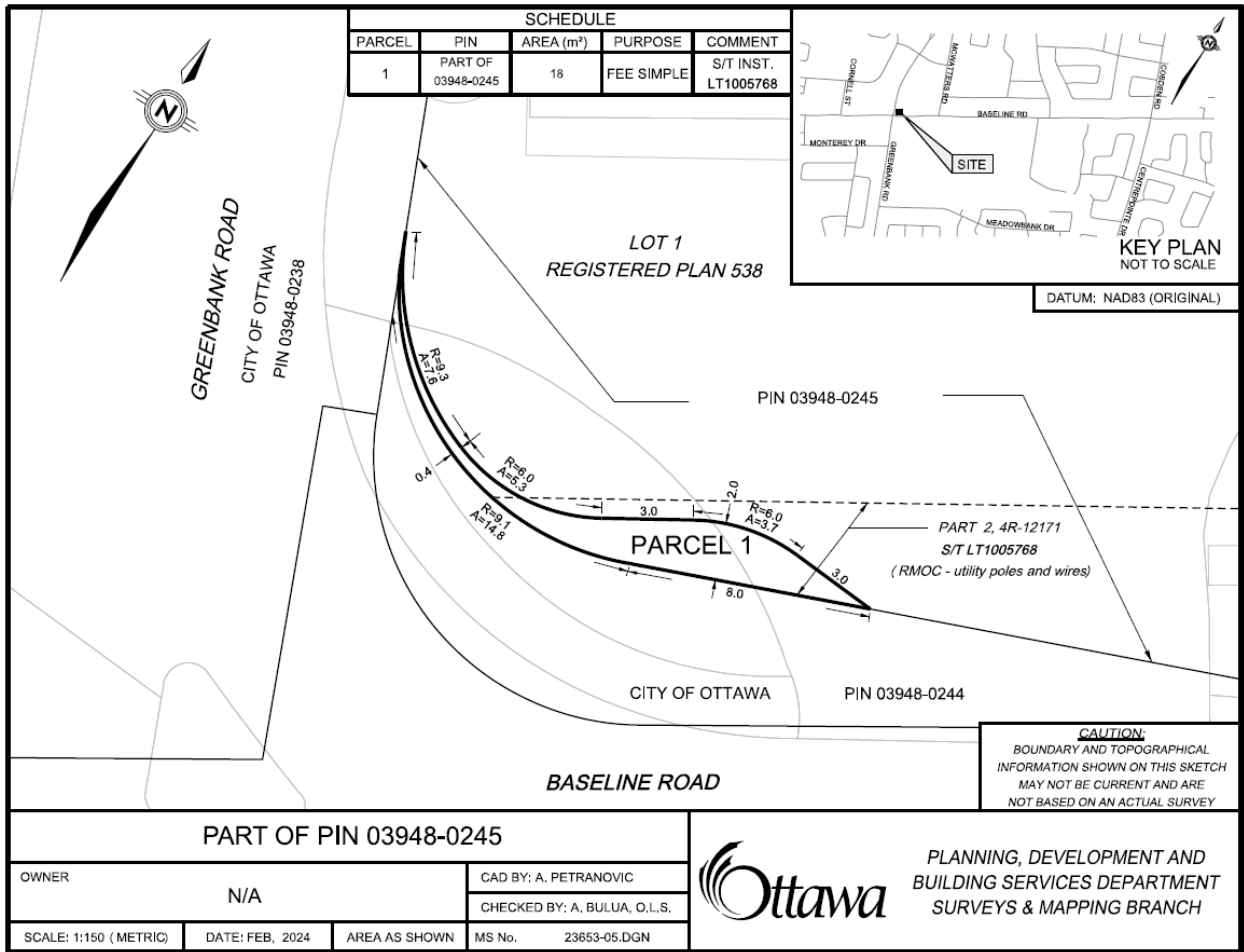 SCHEDULE
PARCEL PIN AREA (m²) PURPOSE COMMENT
1 PART OF 03948-0245 18 FEE SIMPLE S/T INST. LT1005768
CORNELL ST
MCWATTERS RD
GORDEN RD
BASELINE RD
MONTEREY DR
GREENBANK RD
SITE
CENTREPOINTE DR
MEADOWBANK DR
KEY PLAN
NOT TO SCALE
DATUM: NAD83 (ORIGINAL)
N
GREENBANK ROAD
CITY OF OTTAWA
PIN 03948-0238
LOT 1
REGISTERED PLAN 538
PIN 03948-0245
R=9.3
A=7.6
0.4
R=6.0
A=5.3
R=9.1
A=14.8
3.0
2.0
R=6.0
A=3.7
3.0
8.0
PARCEL 1
PART 2, 4R-12171
S/T LT1005768
( RMOC - utility poles and wires)
CITY OF OTTAWA PIN 03948-0244
BASELINE ROAD
CAUTION:
BOUNDARY AND TOPOGRAPHICAL
INFORMATION SHOWN ON THIS SKETCH
MAY NOT BE CURRENT AND ARE
NOT BASED ON AN ACTUAL SURVEY
PART OF PIN 03948-0245
OWNER
N/A
CAD BY: A. PETRANOVIC
CHECKED BY: A. BULUA, O.L.S.
SCALE: 1:150 ( METRIC) DATE: FEB, 2024 AREA AS SHOWN MS No. 23653-05.DGN
Ottawa
PLANNING, DEVELOPMENT AND
BUILDING SERVICES DEPARTMENT
SURVEYS & MAPPING BRANCH